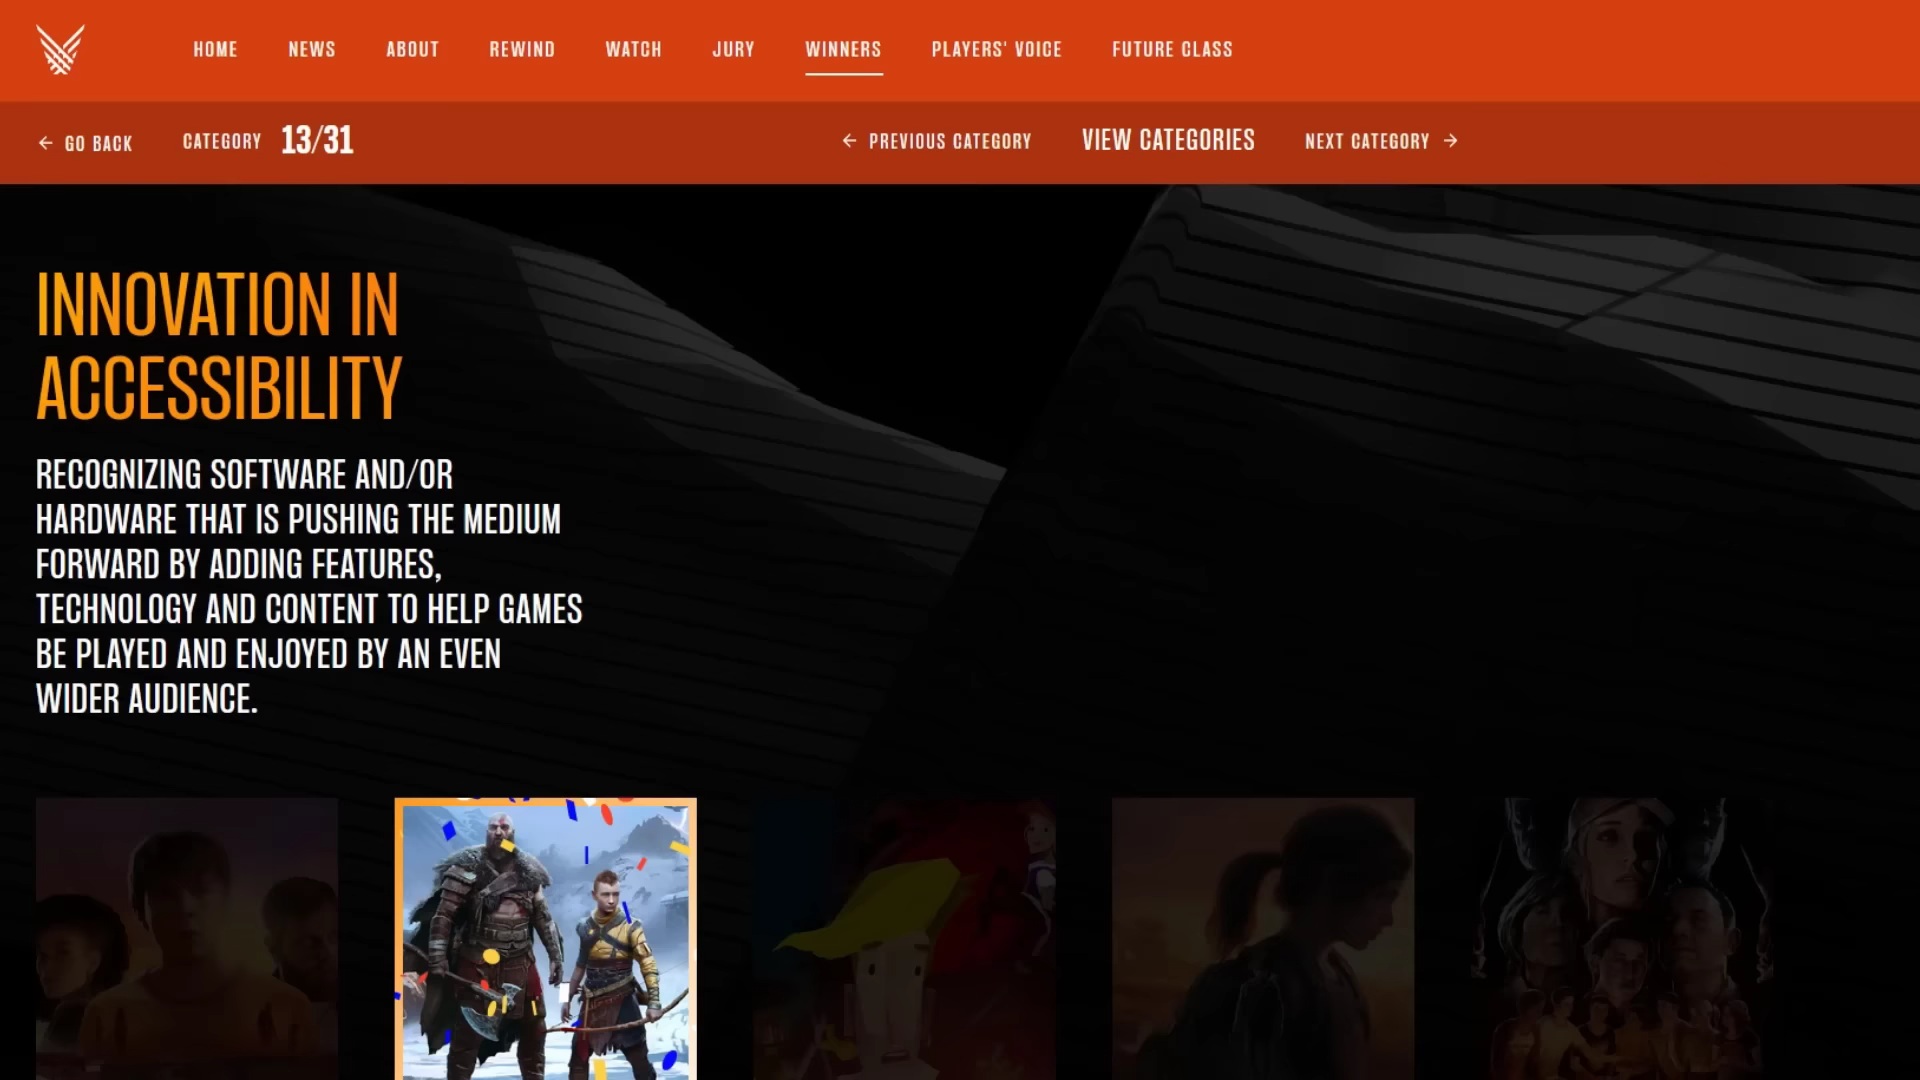 HOME NEWS ABOUT REWIND WATCH JURY WINNERS PLAYERS' VOICE FUTURE CLASS
← GO BACK CATEGORY 13/31 ← PREVIOUS CATEGORY VIEW CATEGORIES NEXT CATEGORY →
INNOVATION IN
ACCESSIBILITY
RECOGNIZING SOFTWARE AND/OR
HARDWARE THAT IS PUSHING THE MEDIUM
FORWARD BY ADDING FEATURES,
TECHNOLOGY AND CONTENT TO HELP GAMES
BE PLAYED AND ENJOYED BY AN EVEN
WIDER AUDIENCE.